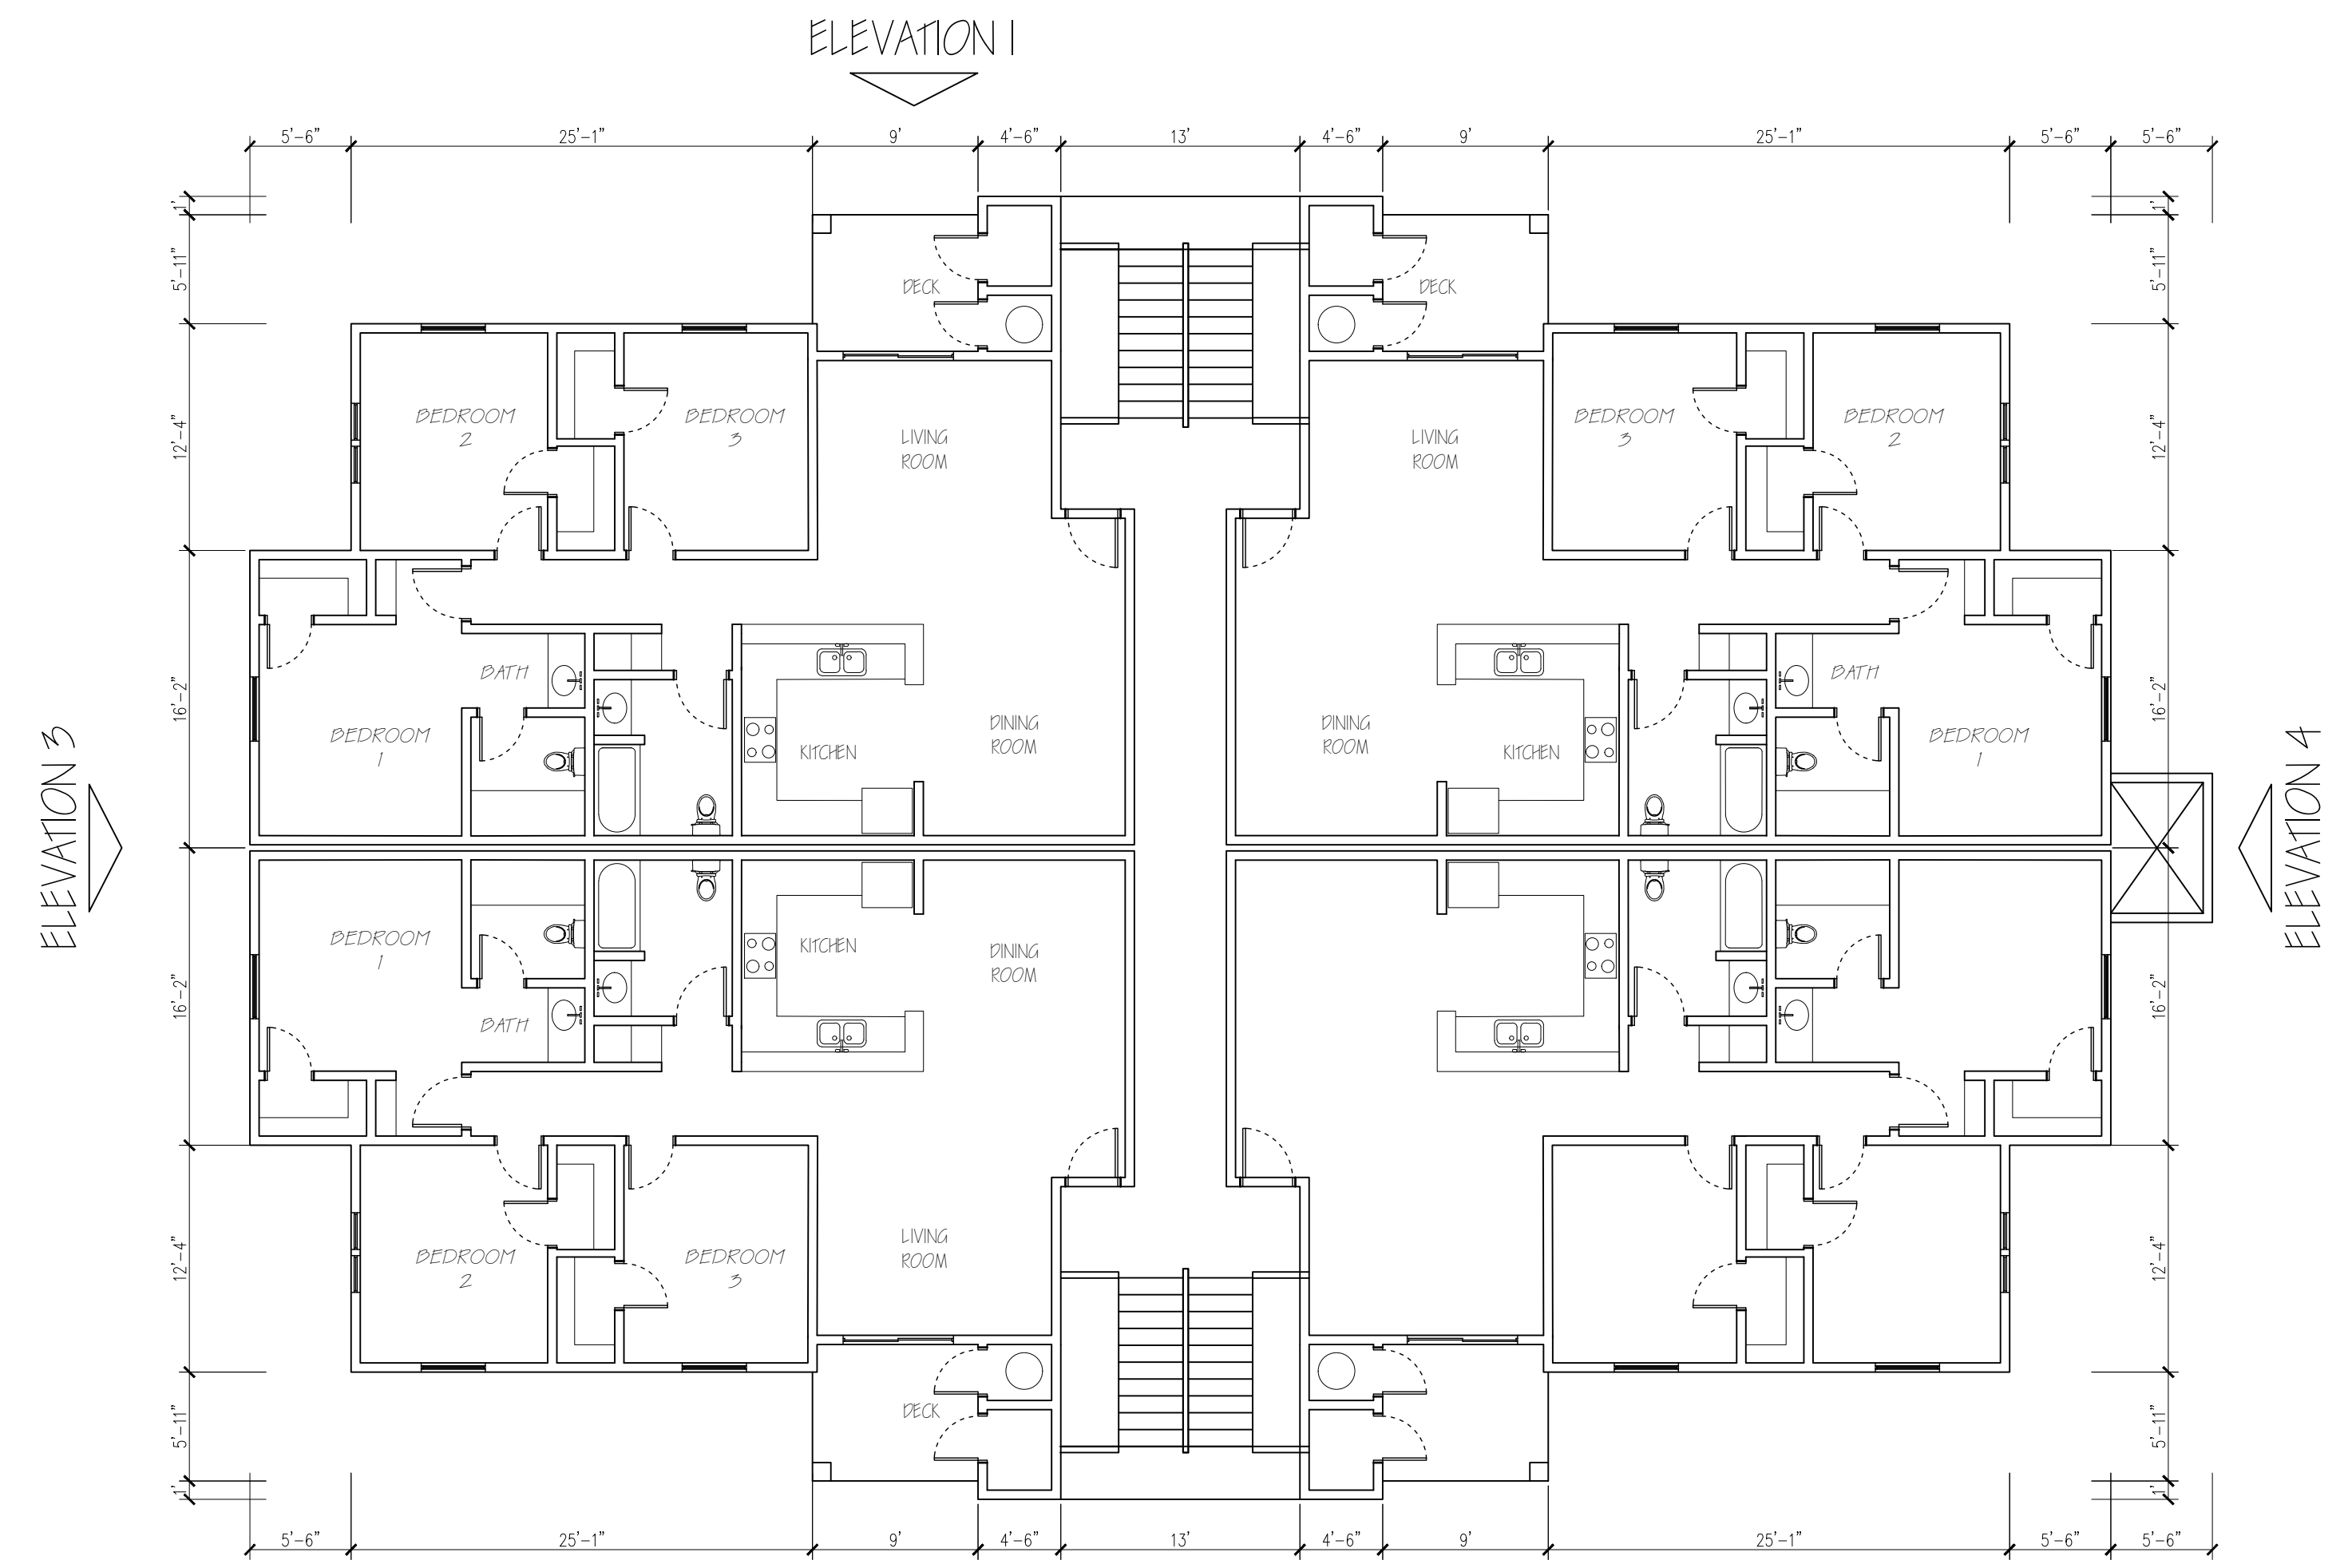 ELEVATION 1
5'-6" 25'-1" 9' 4'-6" 13' 4'-6" 9' 25'-1" 5'-6" 5'-6"
1'
1'
5'-11"
DECK
DECK
5'-11"
12'-4"
BEDROOM
2
BEDROOM
3
LIVING
ROOM
LIVING
ROOM
BEDROOM
3
BEDROOM
2
12'-4"
16'-2"
BATH
BEDROOM
1
KITCHEN
DINING
ROOM
DINING
ROOM
KITCHEN
BATH
BEDROOM
1
16'-2"
ELEVATION 3
ELEVATION 4
16'-2"
BEDROOM
1
BATH
KITCHEN
DINING
ROOM
16'-2"
12'-4"
BEDROOM
2
BEDROOM
3
LIVING
ROOM
12'-4"
5'-11"
DECK
5'-11"
1'
1'
5'-6" 25'-1" 9' 4'-6" 13' 4'-6" 9' 25'-1" 5'-6" 5'-6"